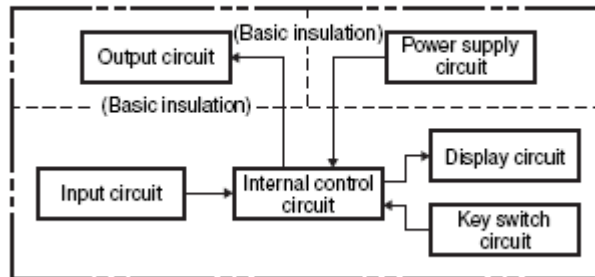 (Basic insulation)
Output circuit
Power supply
circuit
(Basic insulation)
Input circuit
Internal control
circuit
Display circuit
Key switch
circuit